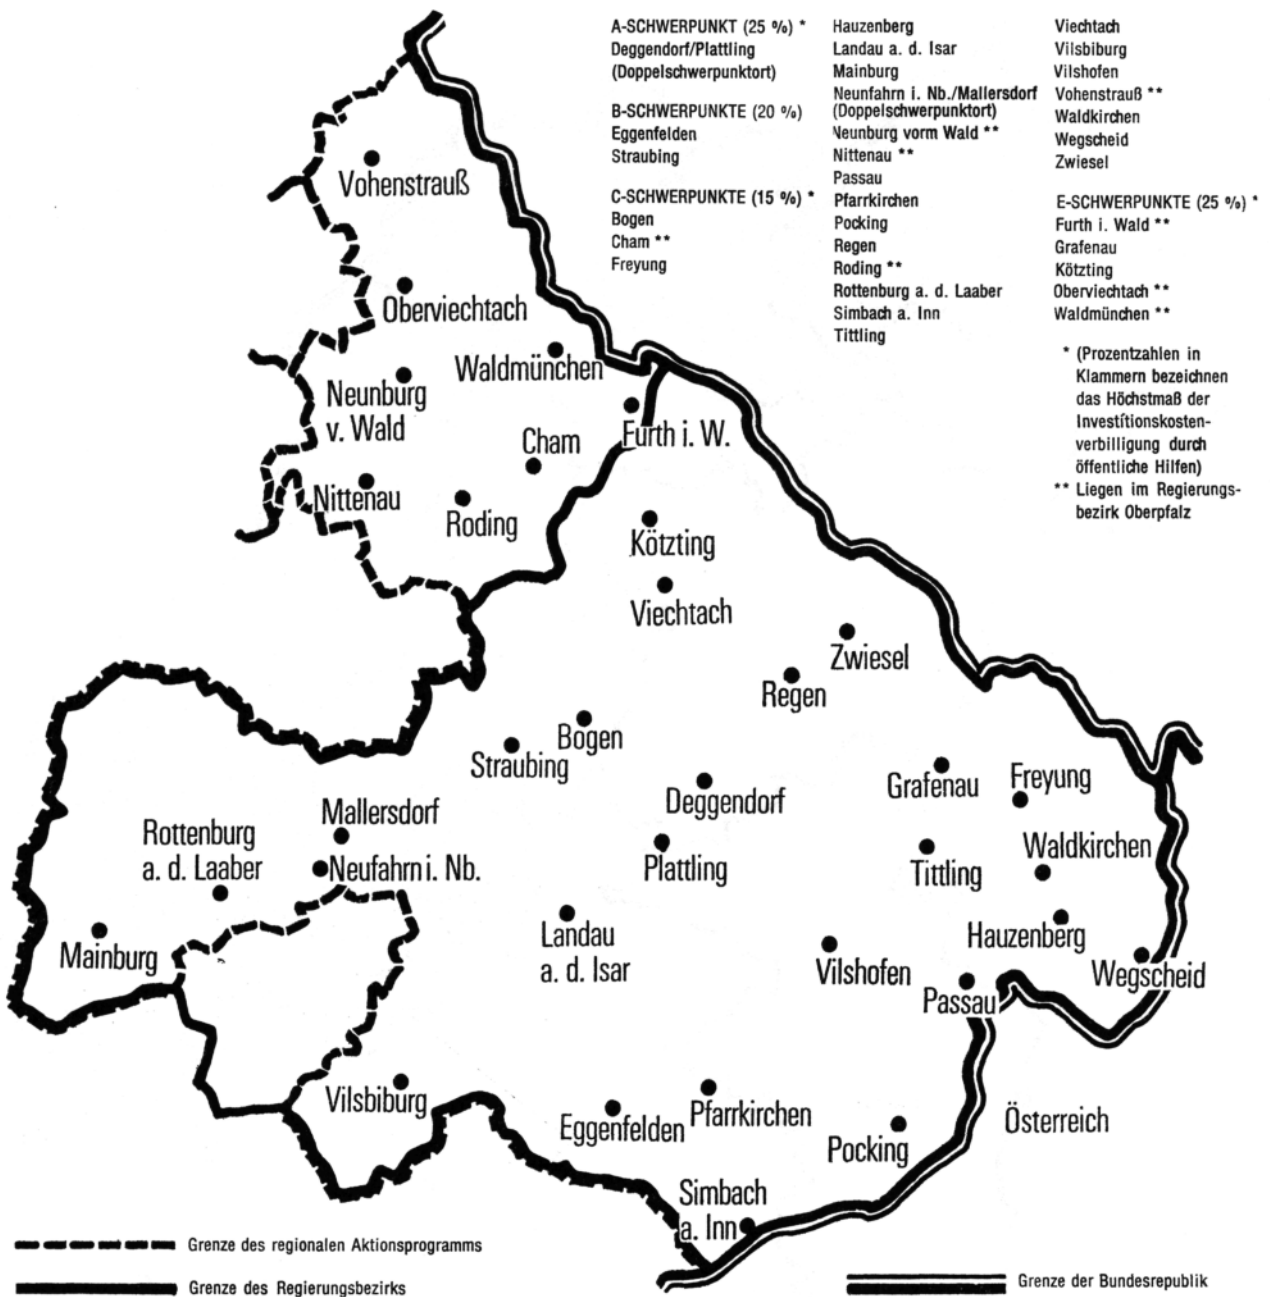 A-SCHWERPUNKT (25 %) *
Deggendorf/Plattling
(Doppelschwerpunktort)
B-SCHWERPUNKTE (20 %)
Eggenfelden
Straubing
C-SCHWERPUNKTE (15 %) *
Bogen
Cham **
Freyung
Hauzenberg
Landau a. d. Isar
Mainburg
Neunfahrn i. Nb./Mallersdorf
(Doppelschwerpunktort)
Neunburg vorm Wald **
Nittenau **
Passau
Pfarrkirchen
Pocking
Regen
Roding **
Rottenburg a. d. Laaber
Simbach a. Inn
Tittling
Viechtach
Vilsbiburg
Vilshofen
Vohenstrauß **
Waldkirchen
Wegscheid
Zwiesel
E-SCHWERPUNKTE (25 %) *
Furth i. Wald **
Grafenau
Kötzting
Oberviechtach **
Waldmünchen **
* (Prozentzahlen in
Klammern bezeichnen
das Höchstmaß der
Investitionskosten-
verbilligung durch
öffentliche Hilfen)
** Liegen im Regierungs-
bezirk Oberpfalz
Vohenstrauß
Oberviechtach
Waldmünchen
Neunburg
v. Wald
Furth i. W.
Cham
Nittenau
Roding
Kötzting
Viechtach
Zwiesel
Regen
Bogen
Straubing
Grafenau
Freyung
Deggendorf
Mallersdorf
Rottenburg
a. d. Laaber
Neufahrn i. Nb.
Plattling
Tittling
Waldkirchen
Landau
a. d. Isar
Hauzenberg
Mainburg
Vilshofen
Wegscheid
Passau
Vilsbiburg
Eggenfelden
Pfarrkirchen
Pocking
Österreich
Simbach
a. Inn
Grenze des regionalen Aktionsprogramms
Grenze des Regierungsbezirks
Grenze der Bundesrepublik